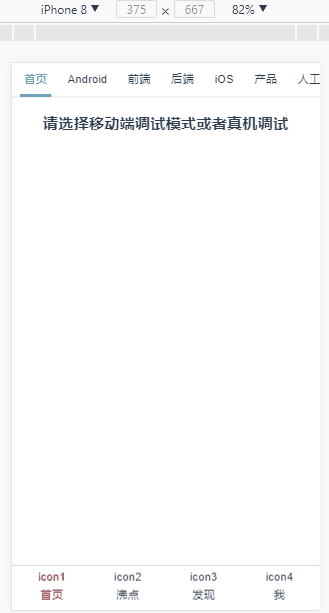 iPhone 8 ▼ 375 × 667 82% ▼
首页 Android 前端 后端 iOS 产品 人工
请选择移动端调试模式或者真机调试
icon1 icon2 icon3 icon4
首页 沸点 发现 我